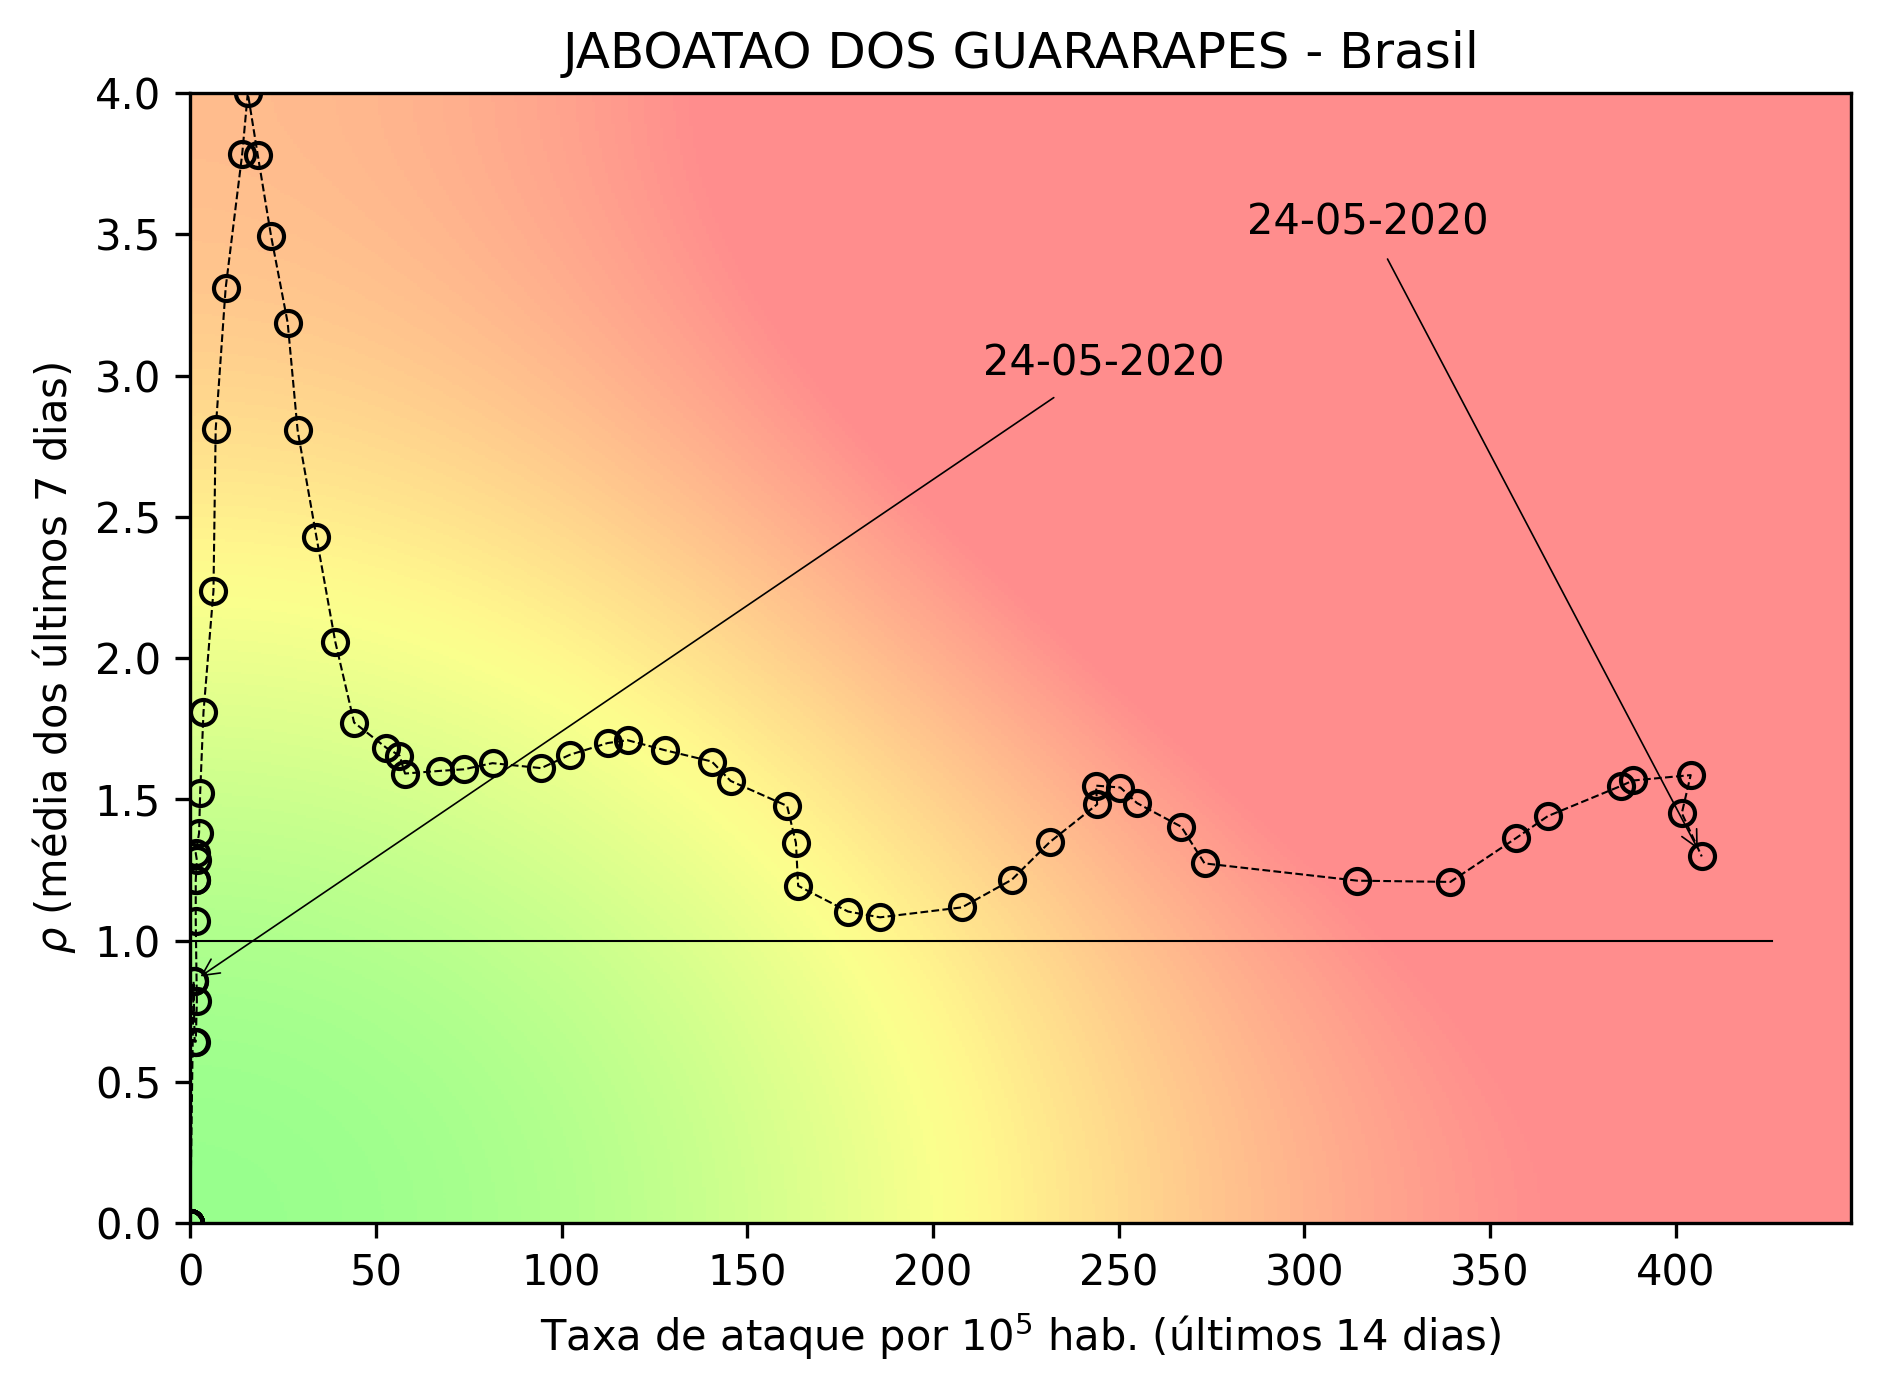 JABOATAO DOS GUARARAPES - Brasil
4.0
3.5
3.0
2.5
2.0
1.5
1.0
0.5
0.0
ρ (média dos últimos 7 dias)
24-05-2020
24-05-2020
0 50 100 150 200 250 300 350 400
Taxa de ataque por 10⁵ hab. (últimos 14 dias)